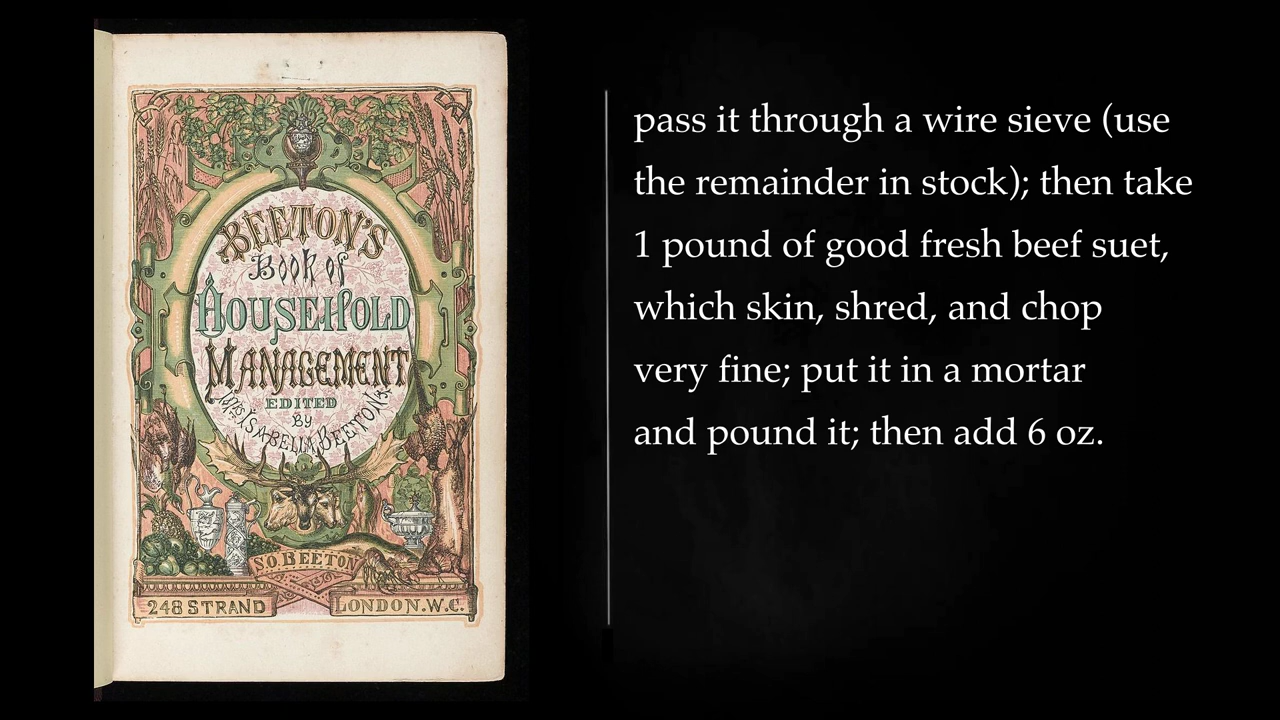 BEETON'S
Book of
HOUSEHOLD
MANAGEMENT
EDITED
BY
MRS ISABELLA BEETON
S.O. BEETON
248 STRAND
LONDON.W.C.
pass it through a wire sieve (use
the remainder in stock); then take
1 pound of good fresh beef suet,
which skin, shred, and chop
very fine; put it in a mortar
and pound it; then add 6 oz.